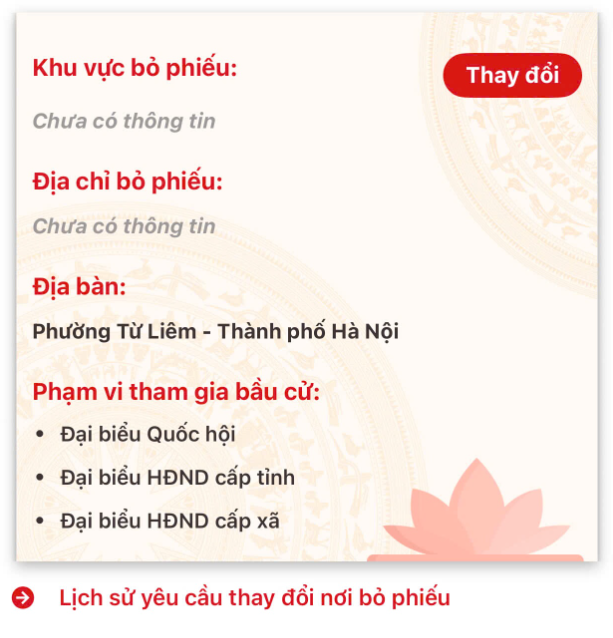 Khu vực bỏ phiếu:
Thay đổi
Chưa có thông tin
Địa chỉ bỏ phiếu:
Chưa có thông tin
Địa bàn:
Phường Từ Liêm - Thành phố Hà Nội
Phạm vi tham gia bầu cử:
• Đại biểu Quốc hội
• Đại biểu HĐND cấp tỉnh
• Đại biểu HĐND cấp xã
Lịch sử yêu cầu thay đổi nơi bỏ phiếu